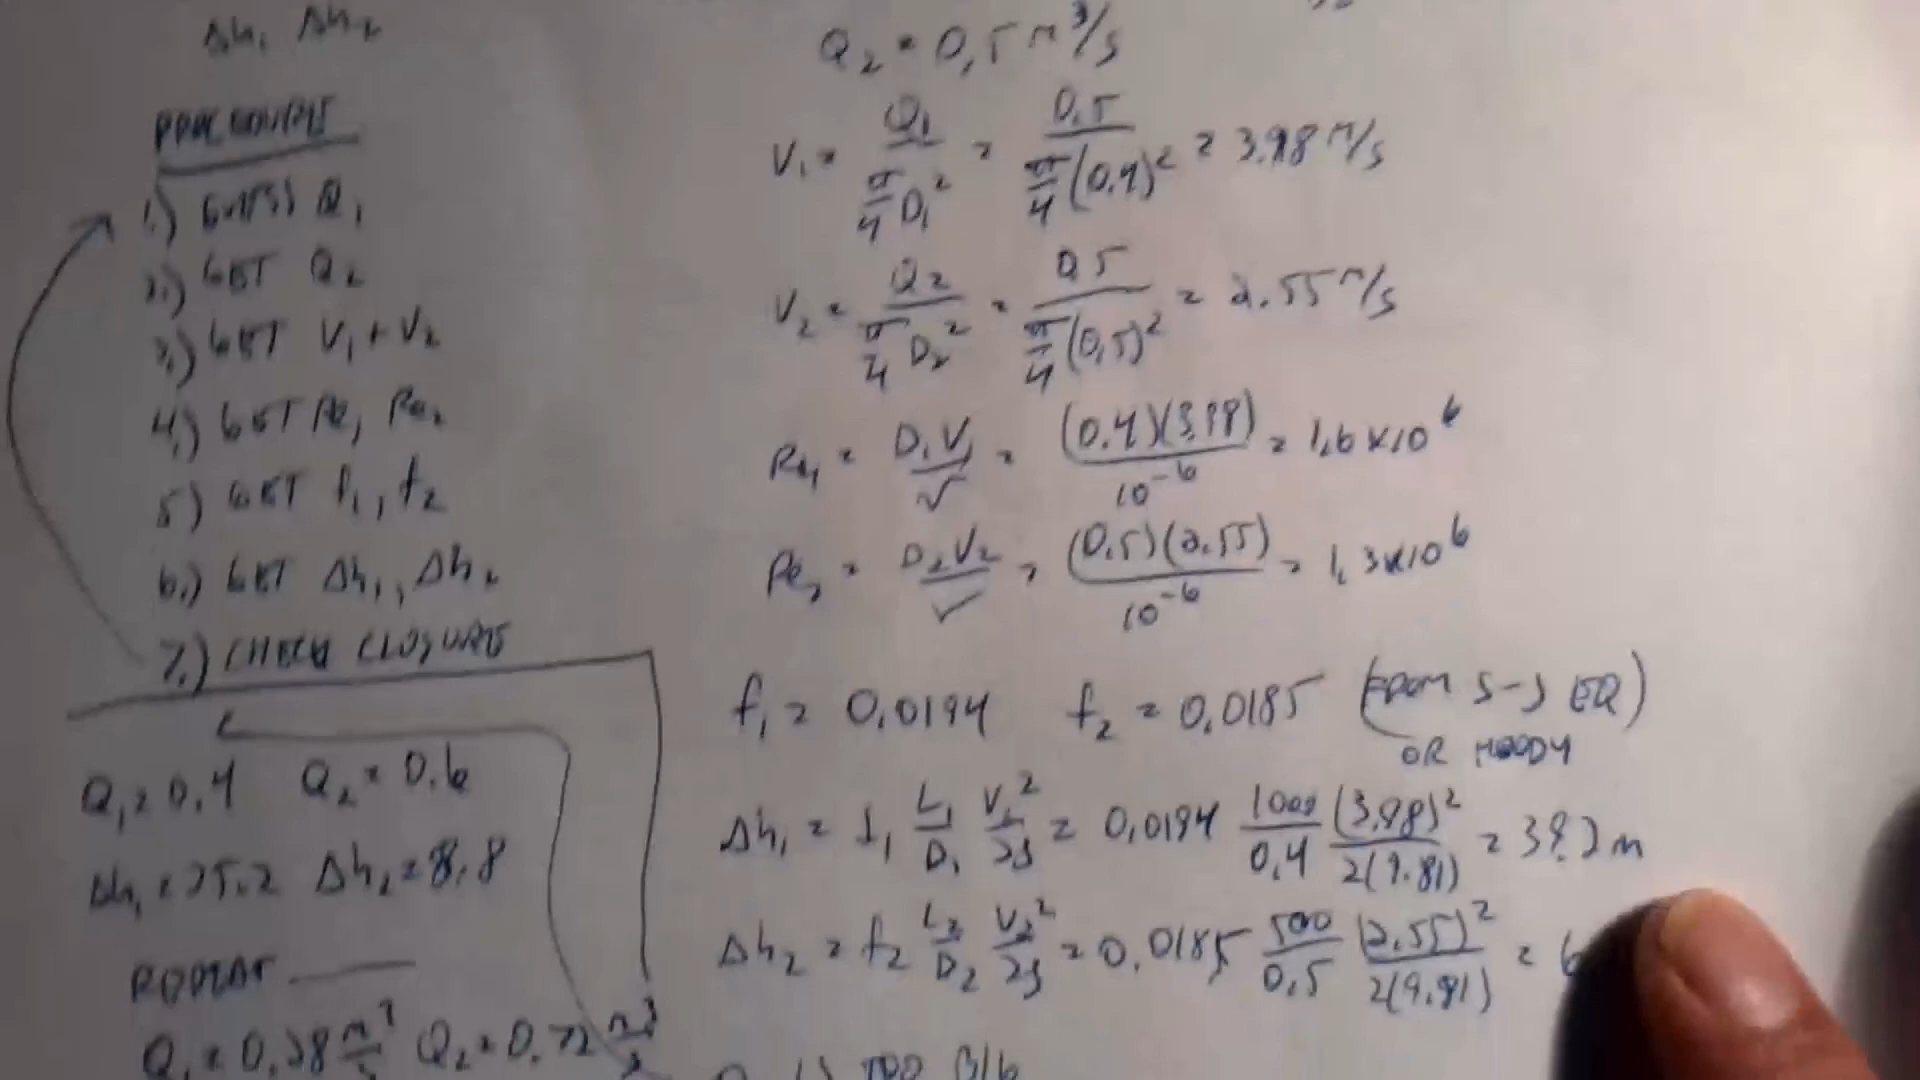 Δh₁ Δh₂
PROCEDURE
1.) GUESS Q₁
2.) GET Q₂
3.) GET V₁ + V₂
4.) GET Re₁ Re₂
5) GET f₁, f₂
6.) GET Δh₁, Δh₂
7.) CHECK CLOSURE
Q₁ = 0.4 Q₂ = 0.6
Δh₁ = 25.2 Δh₂ = 8.8
REPEAT
Q₁ = 0.28 m³/s Q₂ = 0.72 m³/s
Q₂ = 0,5 m³/s
V₁ = Q₁ / (π/4 D₁²) = 0.5 / (π/4 (0.4)²) = 3.98 m/s
V₂ = Q₂ / (π/4 D₂²) = 0.5 / (π/4 (0,5)²) = 2.55 m/s
Re₁ = D₁V₁ / ν = (0.4)(3.98) / 10⁻⁶ = 1,6 x 10⁶
Re₂ = D₂V₂ / ν = (0.5)(2.55) / 10⁻⁶ = 1,3 x 10⁶
f₁ = 0,0194 f₂ = 0,0185 (FROM S-J EQ)
OR MOODY
Δh₁ = f₁ L₁/D₁ V₁²/2g = 0,0194 1000/0,4 (3.98)²/2(9.81) = 39.2 m
Δh₂ = f₂ L₂/D₂ V₂²/2g = 0.0185 500/0,5 (2.55)²/2(9.81) = 6
IS TOO BIG